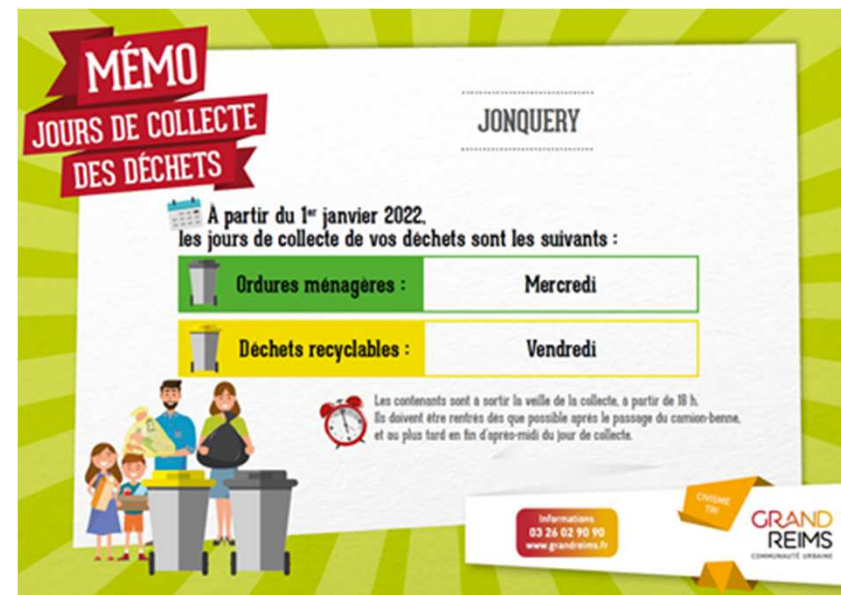 MÉMO
JOURS DE COLLECTE
DES DÉCHETS
JONQUERY
À partir du 1er janvier 2022,
les jours de collecte de vos déchets sont les suivants :
Ordures ménagères :
Mercredi
Déchets recyclables :
Vendredi
Les contenants sont à sortir la veille de la collecte, à partir de 18 h.
Ils doivent être rentrés dès que possible après le passage du camion-benne,
et au plus tard en fin d'après-midi du jour de collecte.
Informations
03 26 02 90 90
www.grandreims.fr
CIVISME
TRI
GRAND
REIMS
COMMUNAUTÉ URBAINE